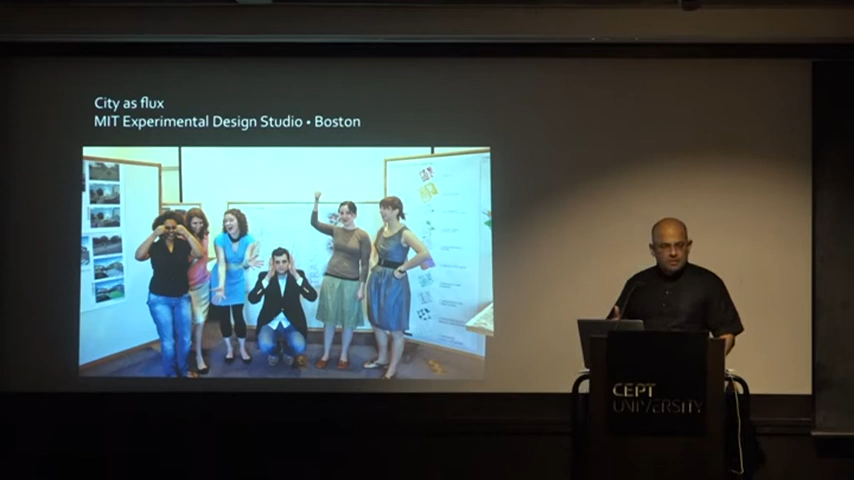 City as flux
MIT Experimental Design Studio • Boston
CEPT
UNIVERSITY